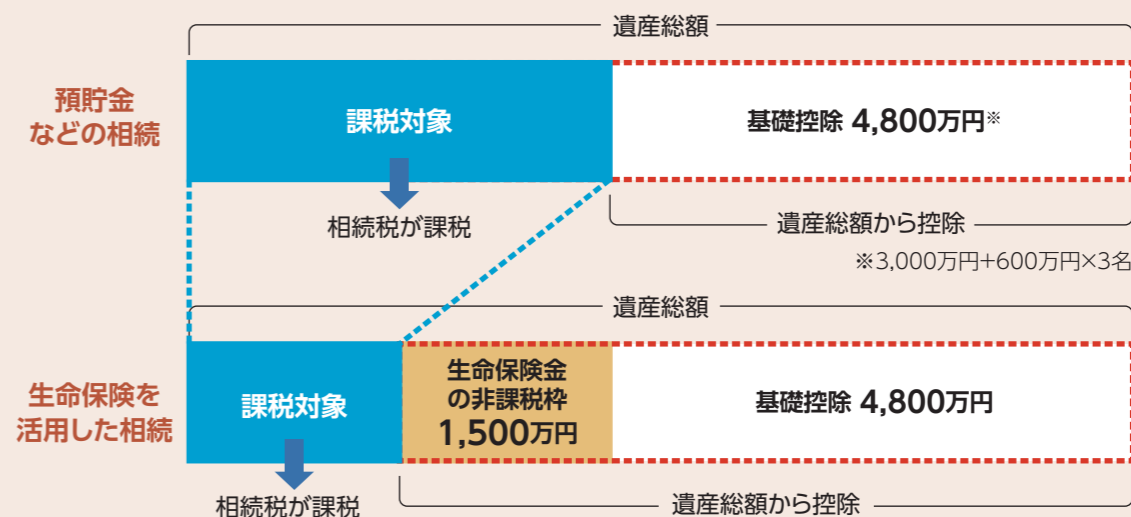 遺産総額
預貯金
などの相続
課税対象
基礎控除 4,800万円※
相続税が課税
遺産総額から控除
※3,000万円+600万円×3名
遺産総額
生命保険を
活用した相続
課税対象
生命保険金
の非課税枠
1,500万円
基礎控除 4,800万円
相続税が課税
遺産総額から控除